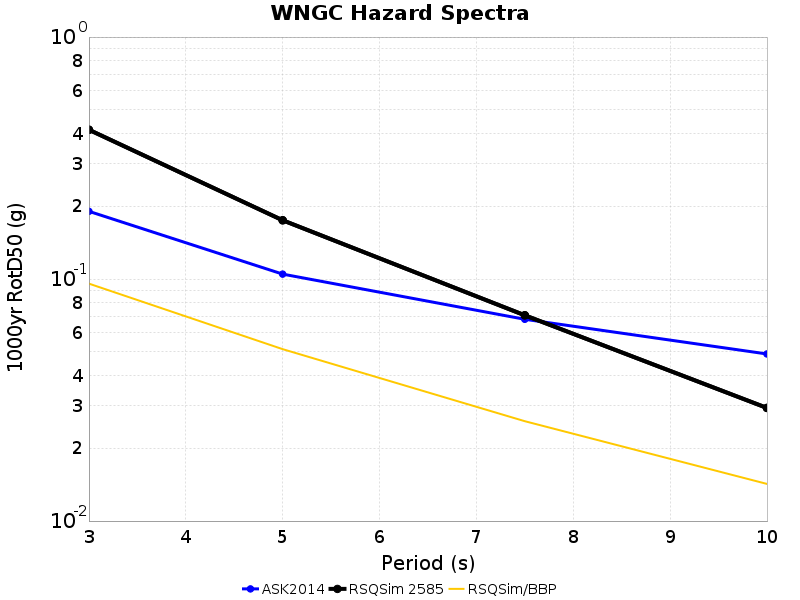 WNGC Hazard Spectra
10^0
8
6
4
3
2
10^-1
8
6
4
3
2
10^-2
1000yr RotD50 (g)
3 4 5 6 7 8 9 10
Period (s)
ASK2014 RSQSim 2585 RSQSim/BBP